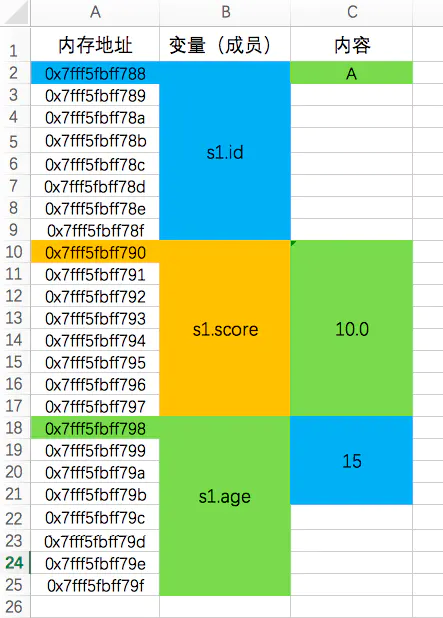 A B C
1 内存地址 变量（成员） 内容
2 0x7fff5fbff788 A
3 0x7fff5fbff789
4 0x7fff5fbff78a
5 0x7fff5fbff78b
s1.id
6 0x7fff5fbff78c
7 0x7fff5fbff78d
8 0x7fff5fbff78e
9 0x7fff5fbff78f
10 0x7fff5fbff790
11 0x7fff5fbff791
12 0x7fff5fbff792
13 0x7fff5fbff793
s1.score 10.0
14 0x7fff5fbff794
15 0x7fff5fbff795
16 0x7fff5fbff796
17 0x7fff5fbff797
18 0x7fff5fbff798
19 0x7fff5fbff799
15
20 0x7fff5fbff79a
21 0x7fff5fbff79b
s1.age
22 0x7fff5fbff79c
23 0x7fff5fbff79d
24 0x7fff5fbff79e
25 0x7fff5fbff79f
26